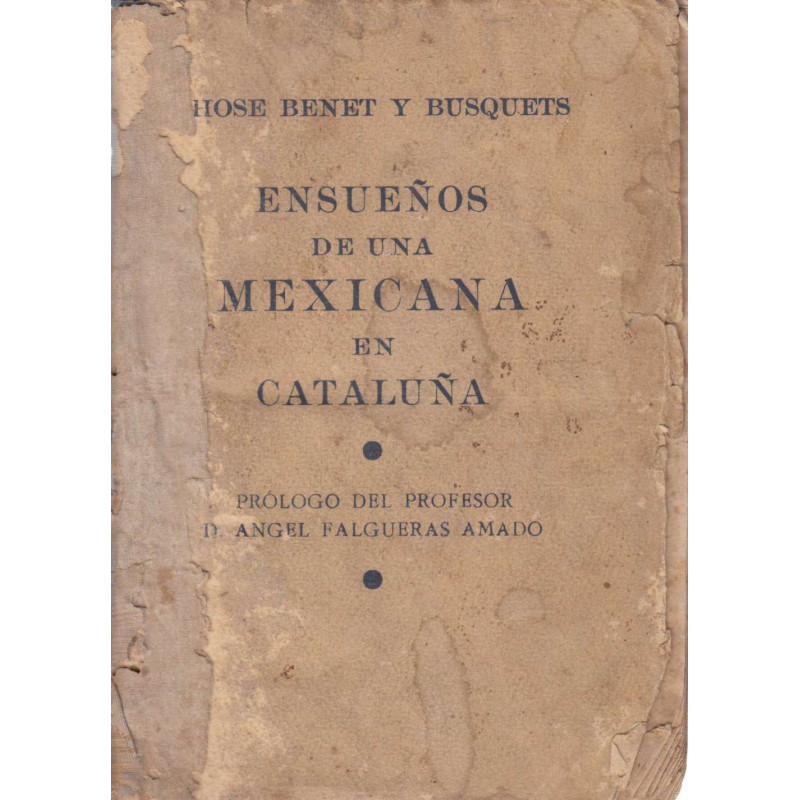 HOSE BENET Y BUSQUETS
ENSUEÑOS
DE UNA
MEXICANA
EN
CATALUÑA
PRÓLOGO DEL PROFESOR
D. ANGEL FALGUERAS AMADO